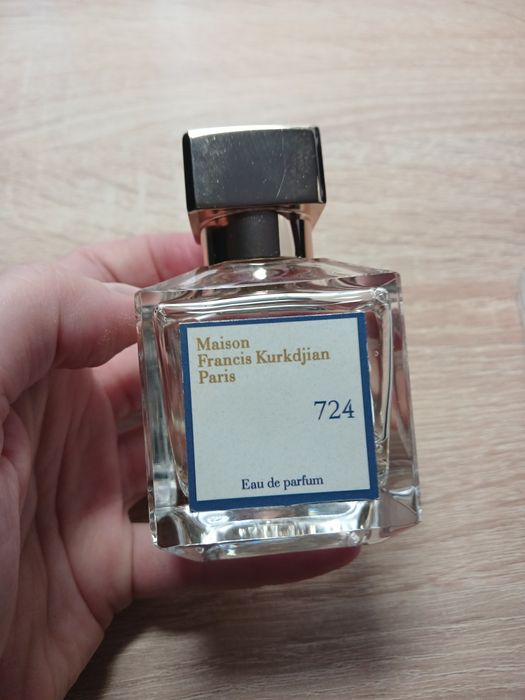 Maison
Francis Kurkdjian
Paris
724
Eau de parfum